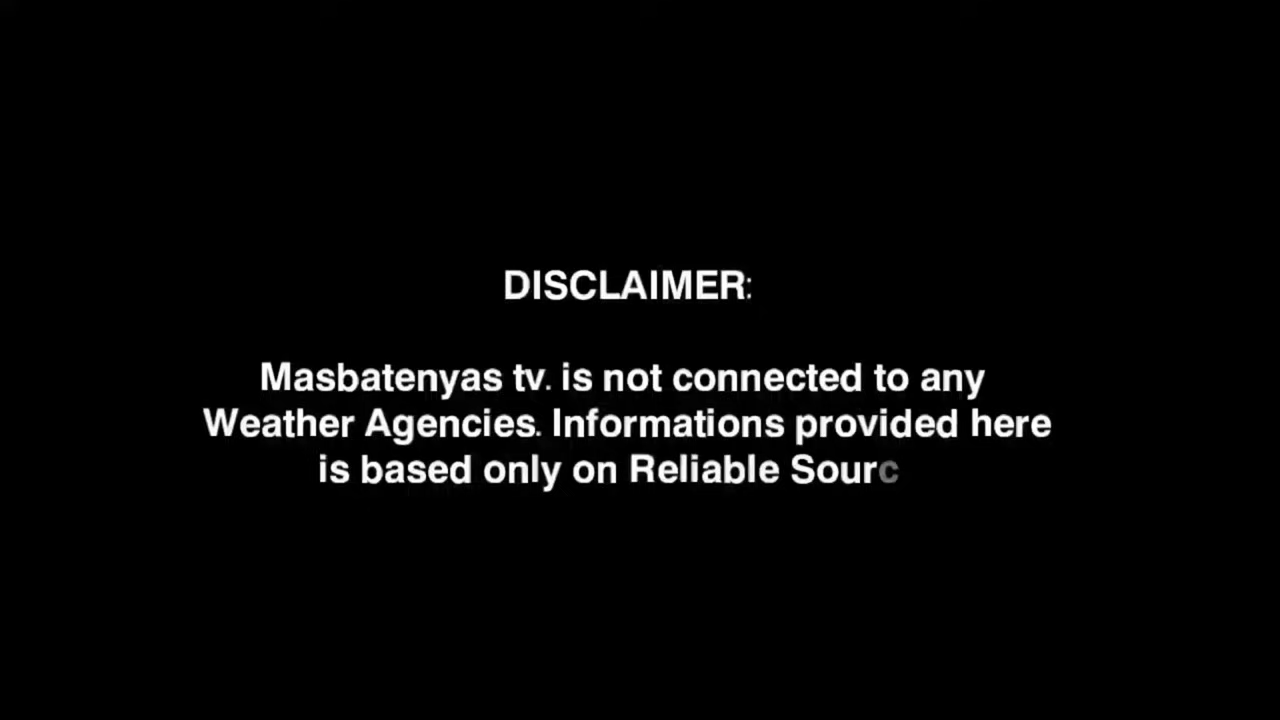 DISCLAIMER:
Masbatenyas tv. is not connected to any
Weather Agencies. Informations provided here
is based only on Reliable Sourc